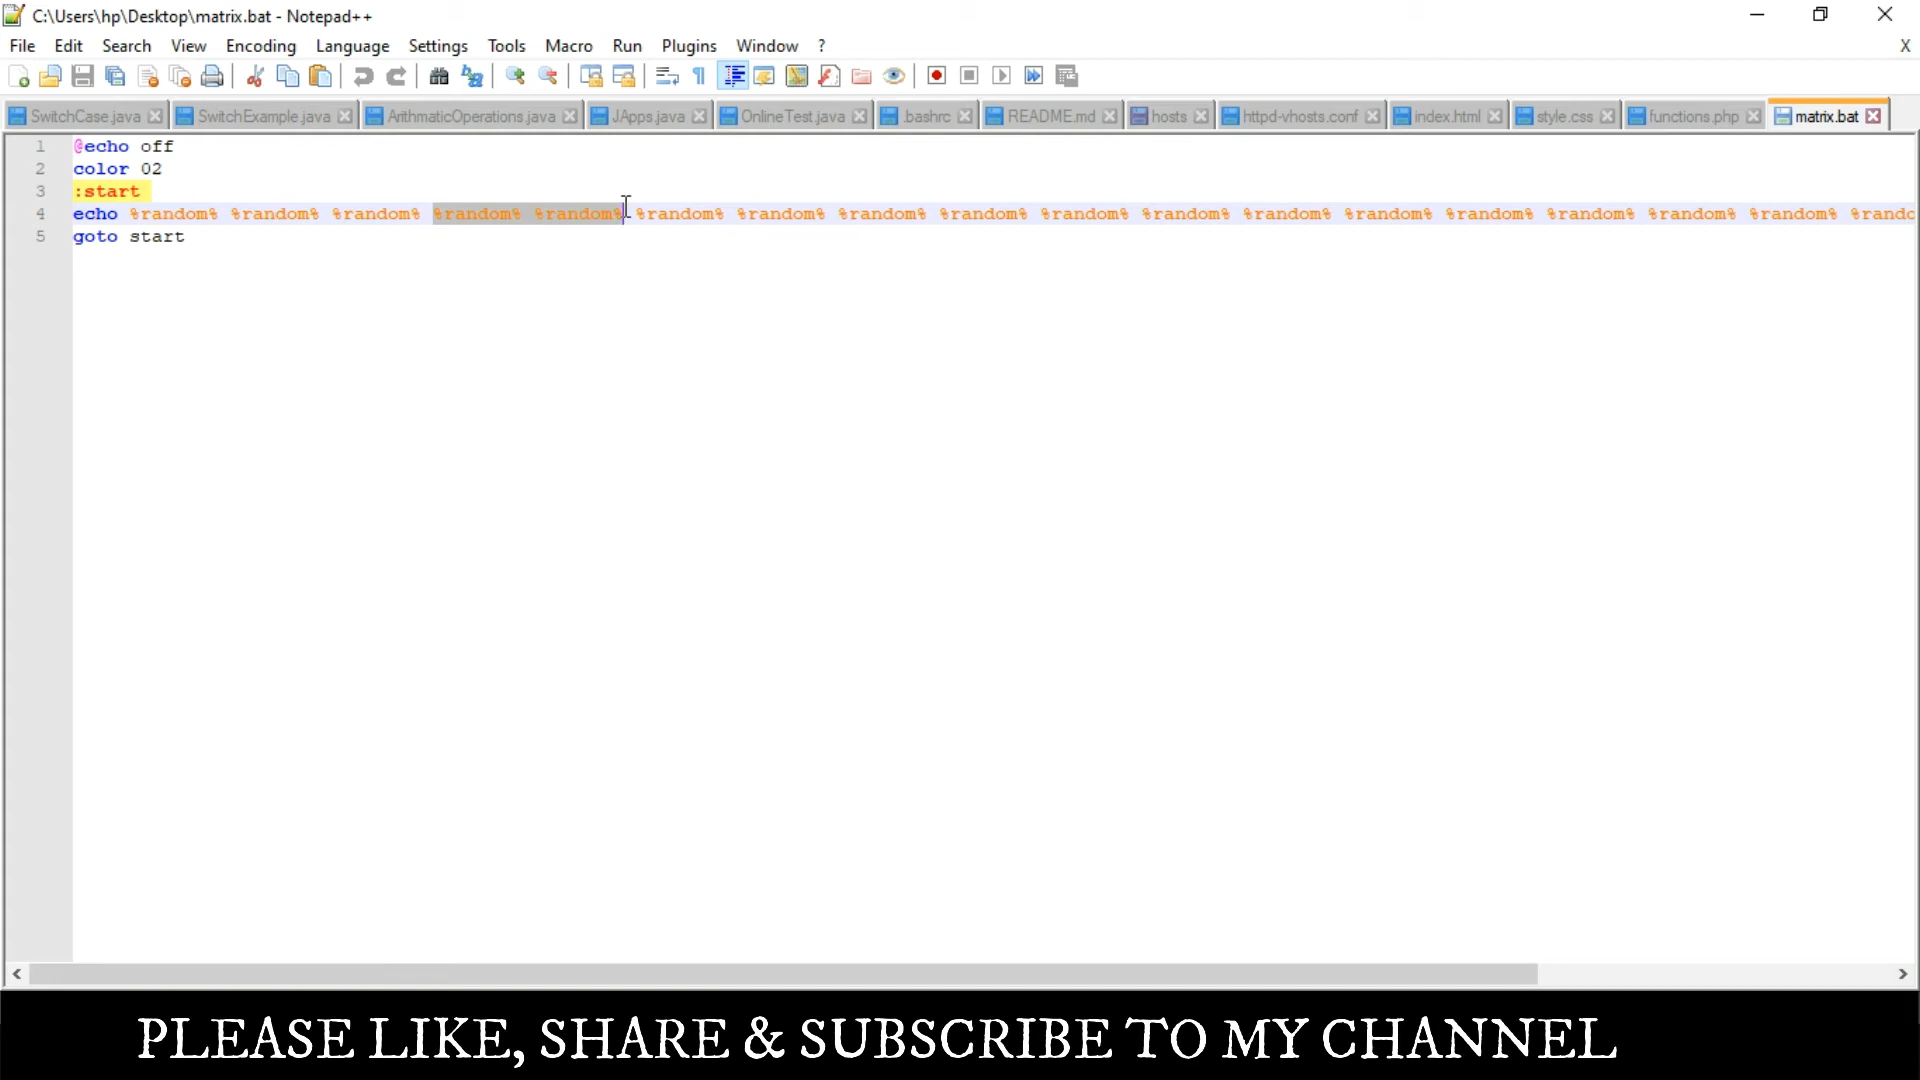 C:\Users\hp\Desktop\matrix.bat - Notepad++
File Edit Search View Encoding Language Settings Tools Macro Run Plugins Window ? X
SwitchCase.java SwitchExample.java ArithmaticOperations.java JApps.java OnlineTest.java .bashrc README.md hosts httpd-vhosts.conf index.html style.css functions.php matrix.bat
1 @echo off
2 color 02
3 :start
4 echo %random% %random% %random% %random% %random% %random% %random% %random% %random% %random% %random% %random% %random% %random% %random% %random% %random% %rando
5 goto start
PLEASE LIKE, SHARE & SUBSCRIBE TO MY CHANNEL